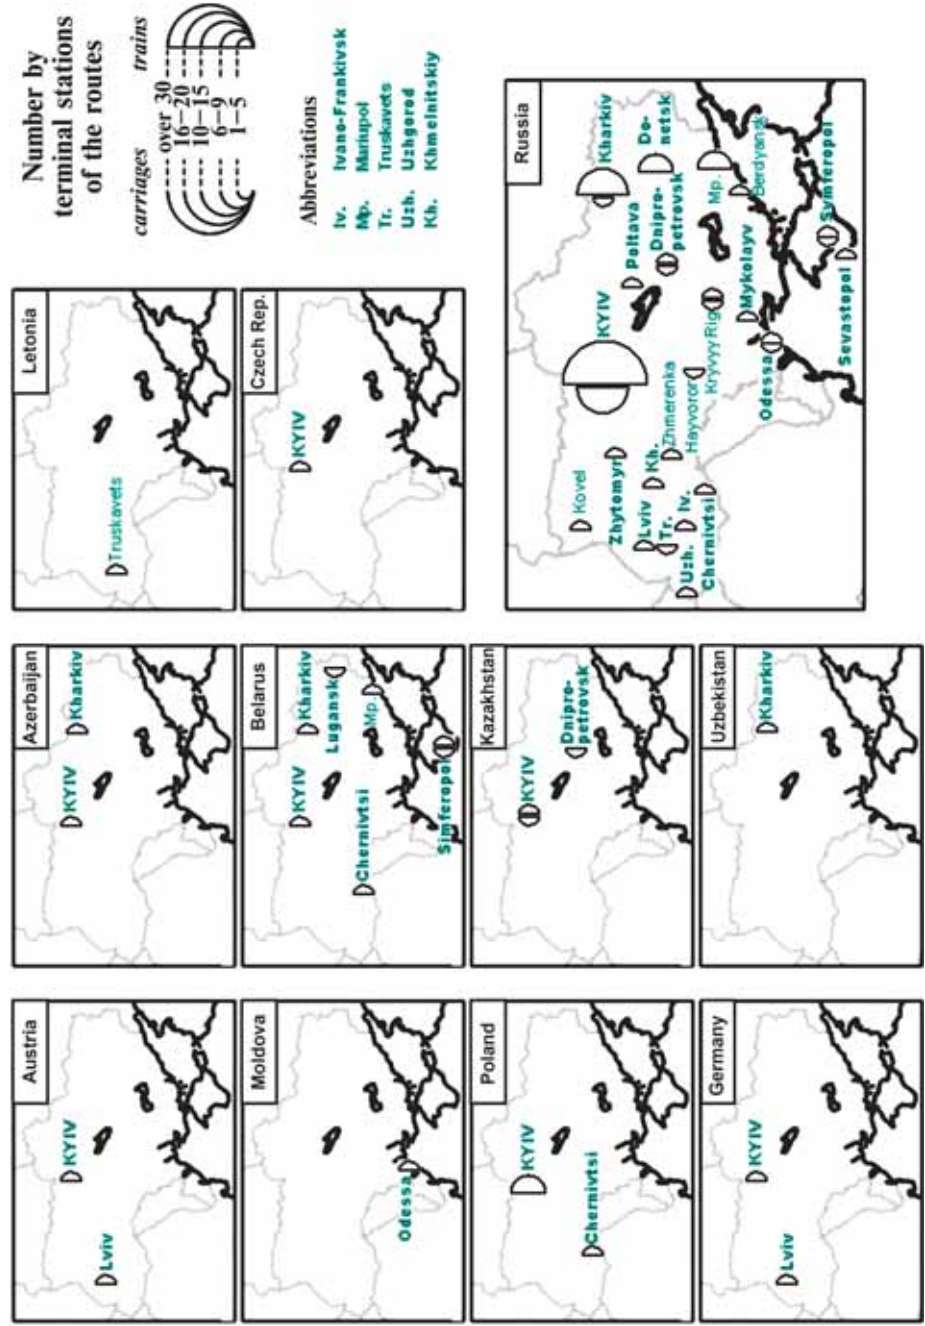 Austria
KYIV
Lviv
Azerbaijan
KYIV
Kharkiv
Letonia
Truskavets
Number by
terminal stations
of the routes
carriages
trains
over 30
16–20
10–15
6–9
1–5
Abbreviations
Iv. Ivano-Frankivsk
Mp. Muriupol
Tr. Truskavets
Uzh. Uzhgorod
Kh. Khmelnitskiy
Moldova
Odessa
Belarus
KYIV
Kharkiv
Lugansk
Chernivtsi
Mp.
Simferopol
Czech Rep.
KYIV
Poland
KYIV
Chernivtsi
Kazakhstan
KYIV
Dnipro-
petrovsk
Russia
Kovel
KYIV
Kharkiv
Zhytomyr
Poltava
Lviv
Kh.
Dnipro-
petrovsk
Do-
netsk
Tr.
Zhmerenka
Uzh.
Iv.
Hayvoron
Chernivtsi
Kryvyy Rig
Mp.
Mykolayv
Berdyansk
Odessa
Symferopol
Sevastopol
Germany
KYIV
Lviv
Uzbekistan
Kharkiv